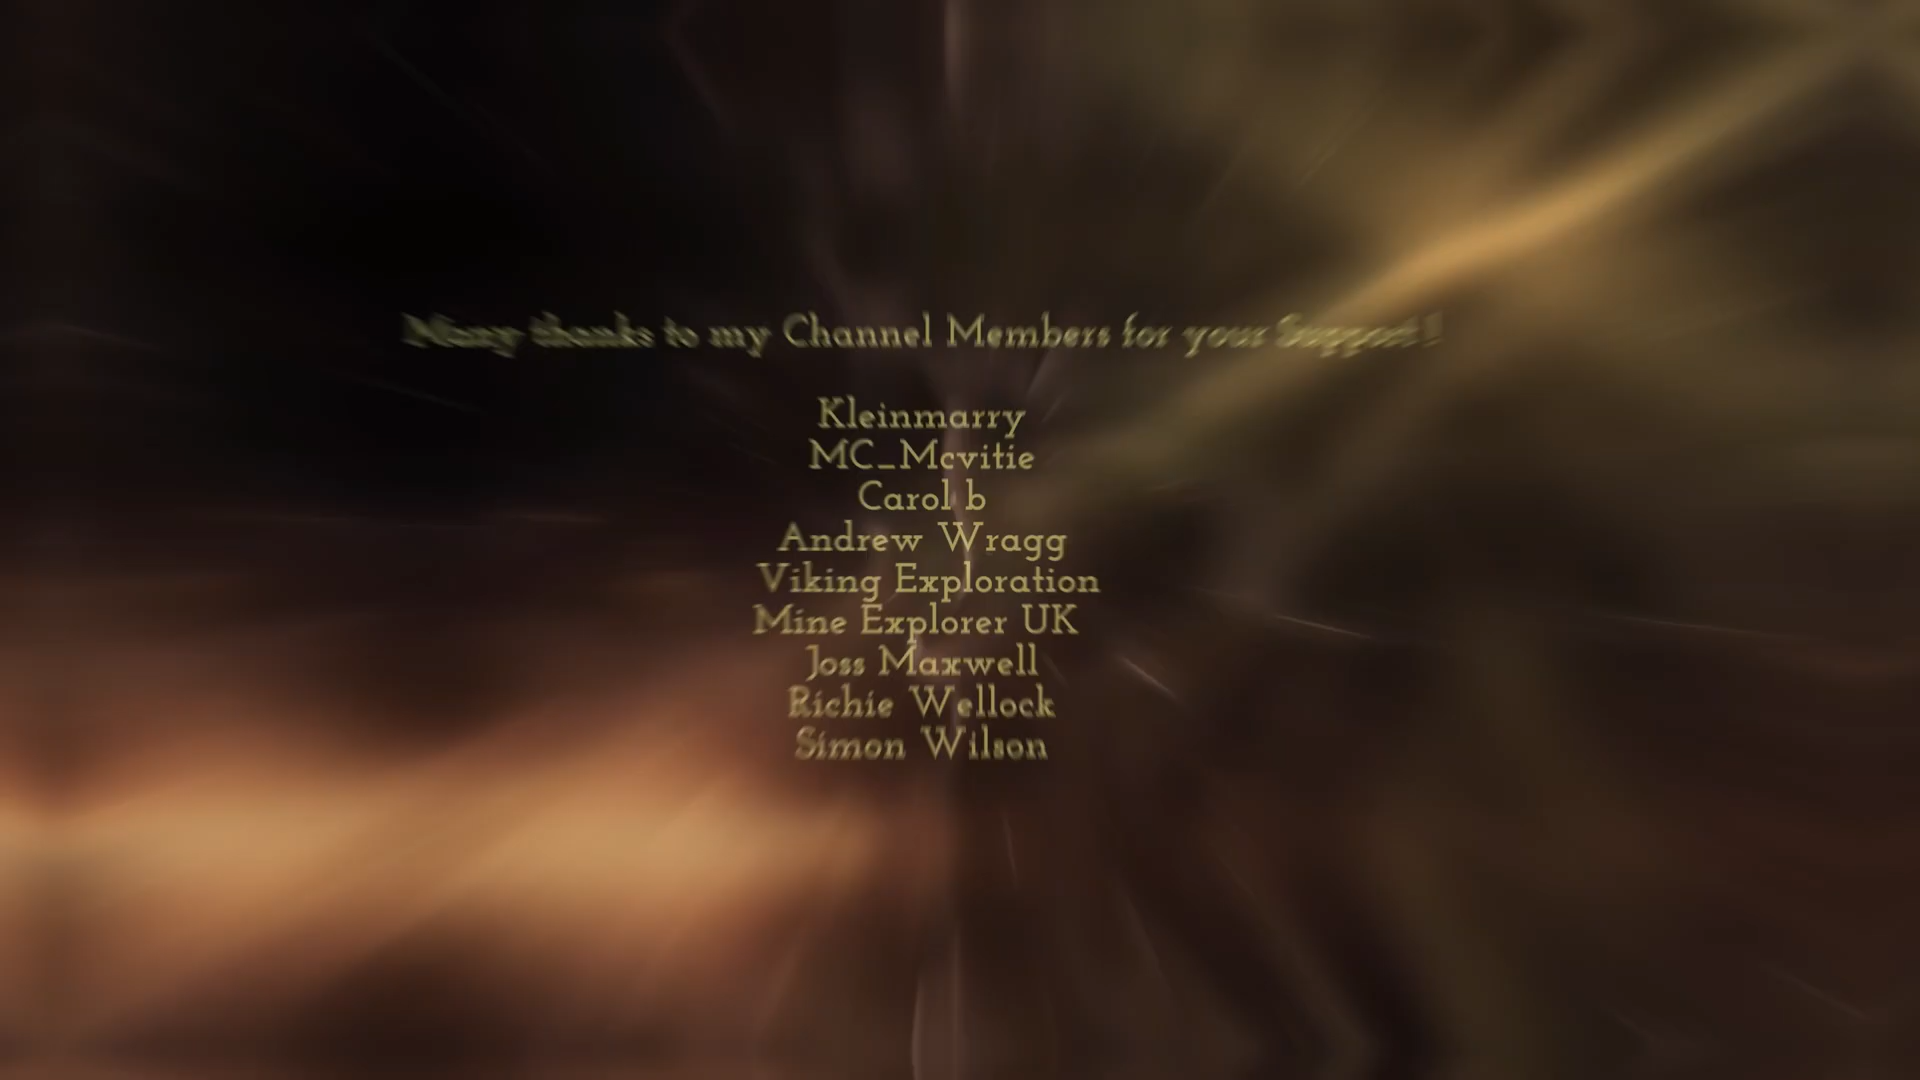 Many thanks to my Channel Members for your Support!
Kleinmarry
MC_Mcvitie
Carol b
Andrew Wragg
Viking Exploration
Mine Explorer UK
Joss Maxwell
Richie Wellock
Simon Wilson